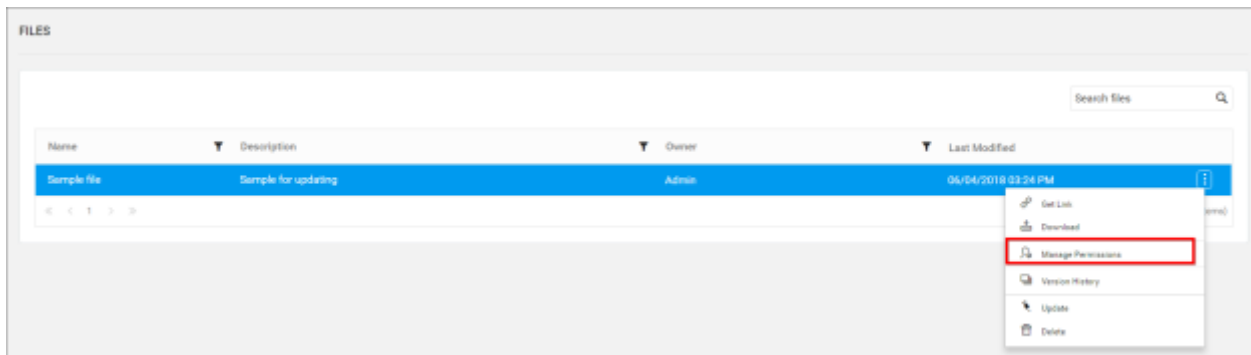 FILES
Search files
Name Description Owner Last Modified
Sample file Sample for updating Admin 06/04/2018 03:24 PM
« < 1 > »
Get Link
Download
Manage Permissions
Version History
Update
Delete